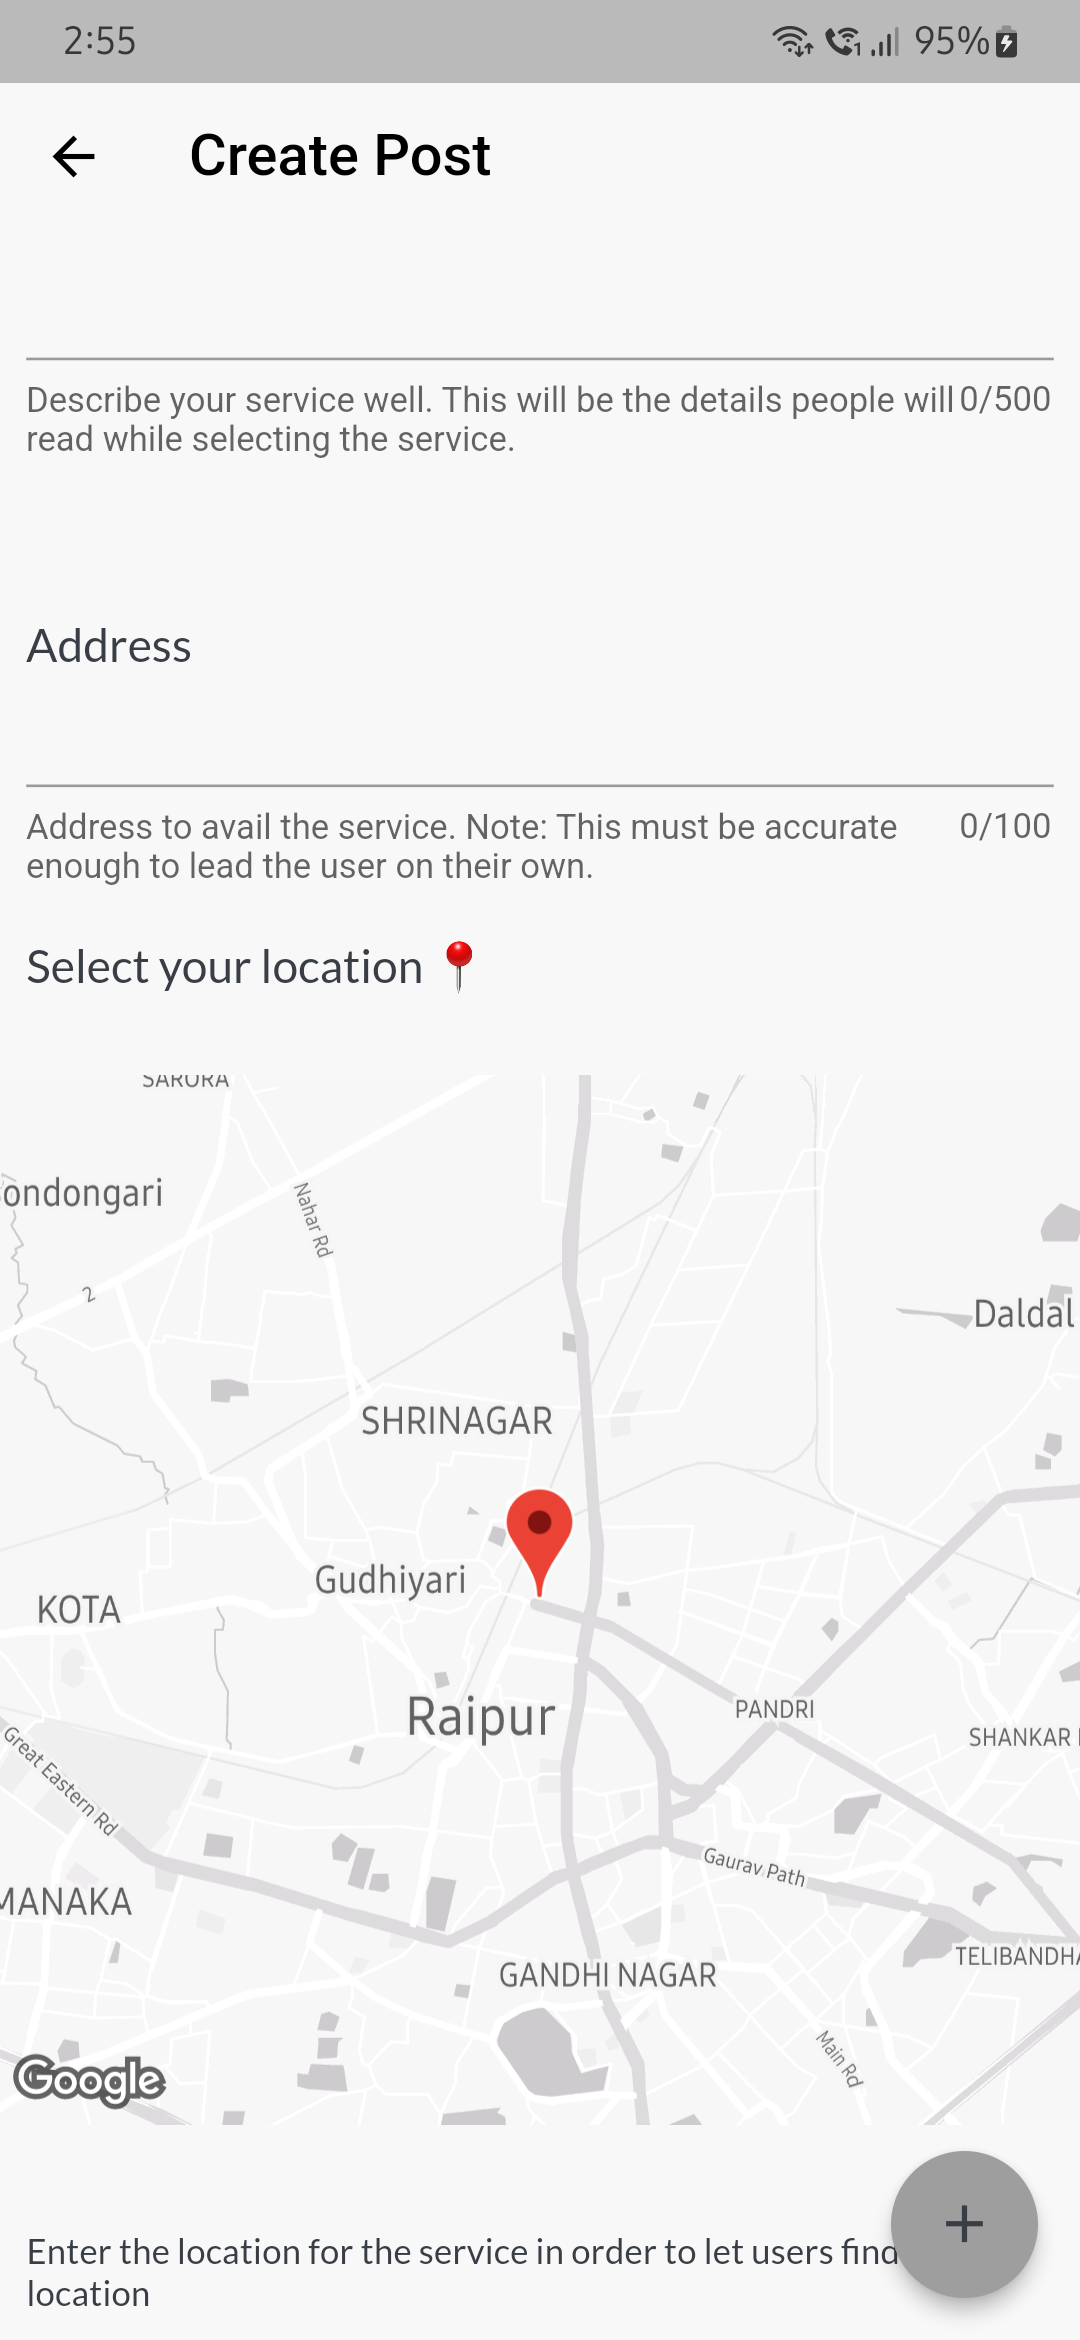 2:55
95%
Create Post
Describe your service well. This will be the details people will 0/500
read while selecting the service.
Address
Address to avail the service. Note: This must be accurate 0/100
enough to lead the user on their own.
Select your location
SARORA
ondongari
Nahar Rd
2
Daldal
SHRINAGAR
Gudhiyari
KOTA
Raipur
PANDRI
SHANKAR
Great Eastern Rd
Gaurav Path
MANAKA
TELIBANDHA
GANDHI NAGAR
Main Rd
Google
Enter the location for the service in order to let users find
location